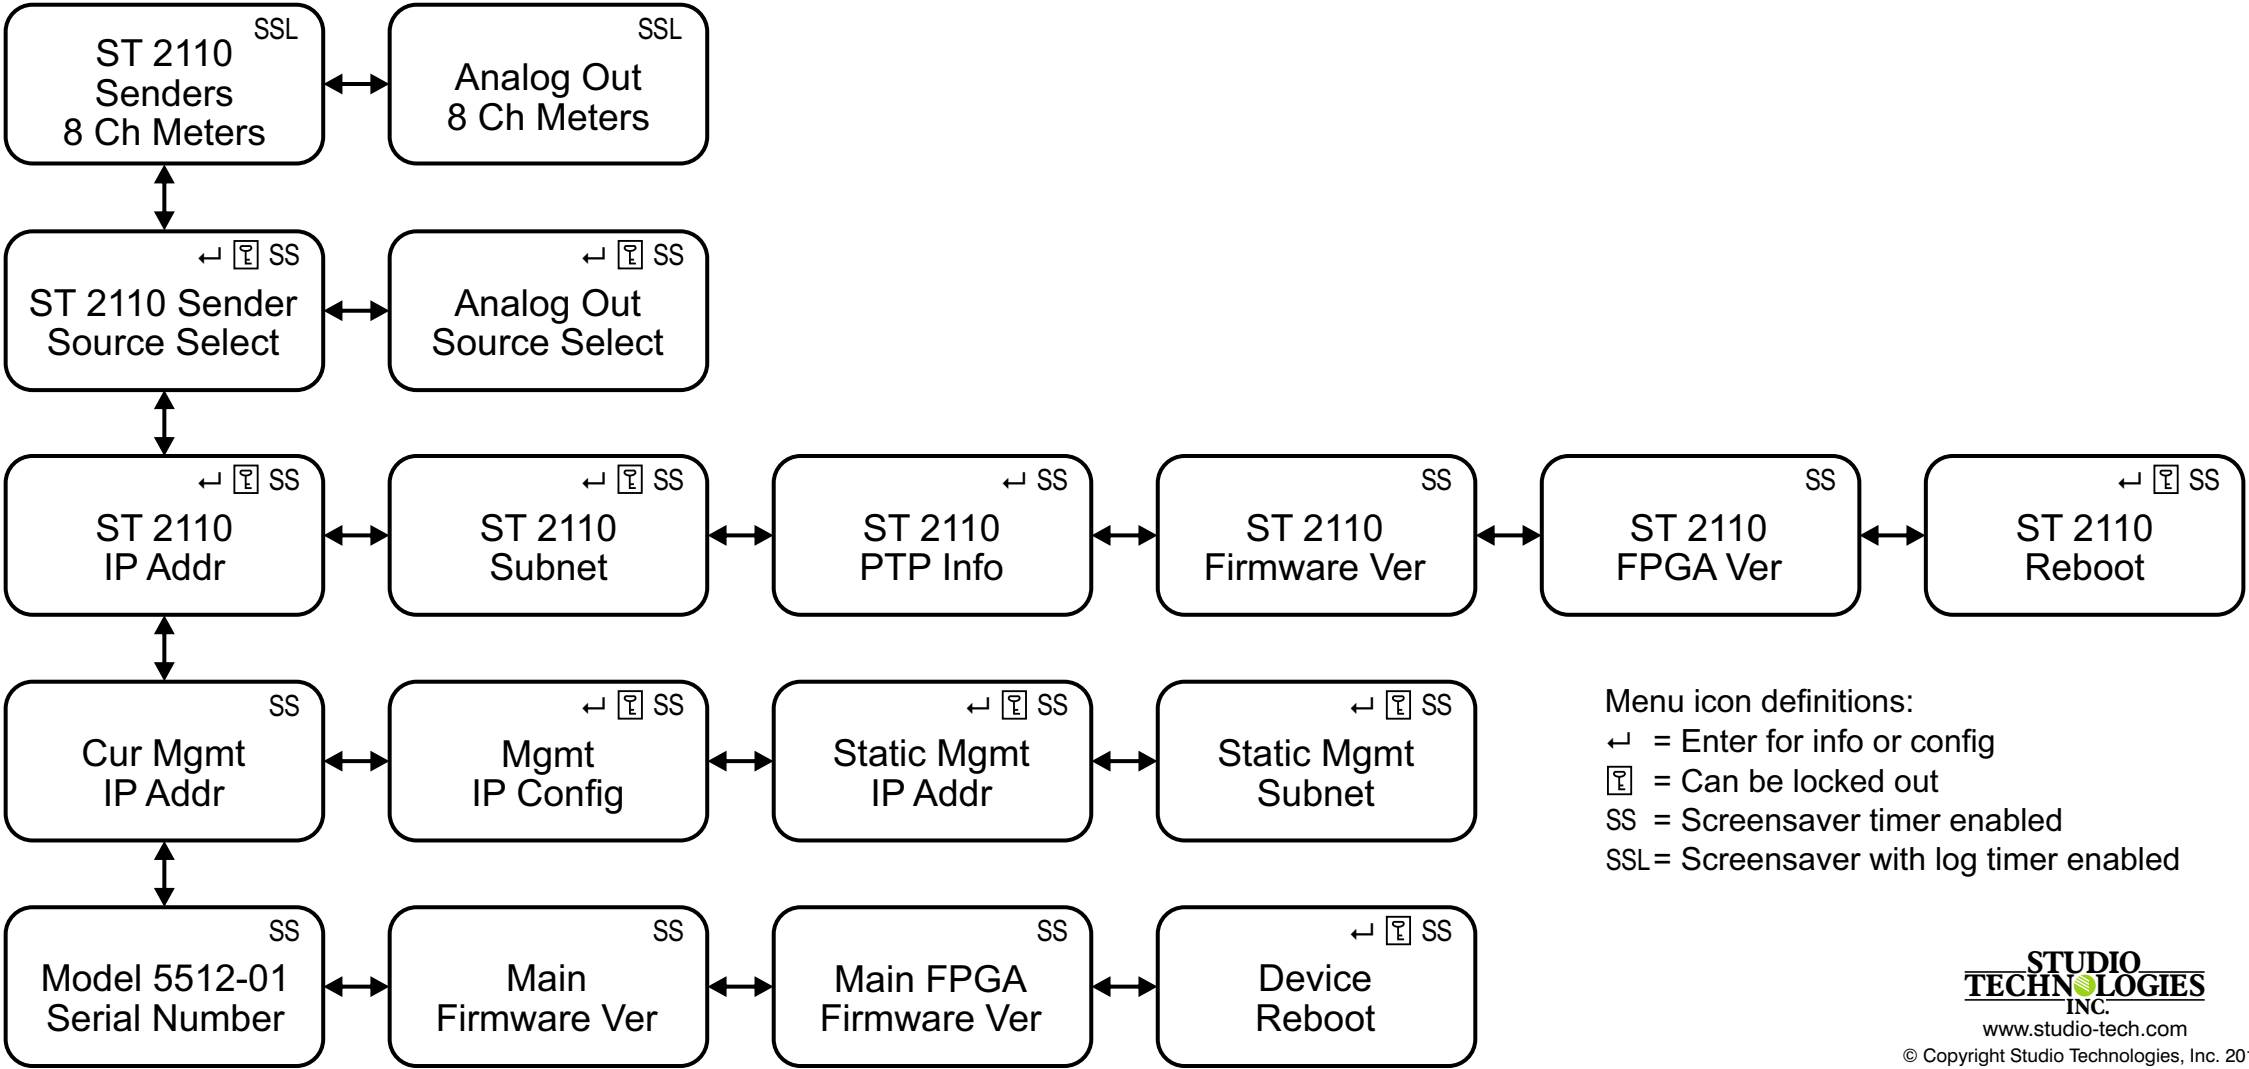 SSL
ST 2110
Senders
8 Ch Meters
SSL
Analog Out
8 Ch Meters
↵ SS
ST 2110 Sender
Source Select
↵ SS
Analog Out
Source Select
↵ SS
ST 2110
IP Addr
↵ SS
ST 2110
Subnet
↵ SS
ST 2110
PTP Info
SS
ST 2110
Firmware Ver
SS
ST 2110
FPGA Ver
↵ SS
ST 2110
Reboot
SS
Cur Mgmt
IP Addr
↵ SS
Mgmt
IP Config
↵ SS
Static Mgmt
IP Addr
↵ SS
Static Mgmt
Subnet
Menu icon definitions:
↵ = Enter for info or config
= Can be locked out
SS = Screensaver timer enabled
SSL = Screensaver with log timer enabled
SS
Model 5512-01
Serial Number
SS
Main
Firmware Ver
SS
Main FPGA
Firmware Ver
↵ SS
Device
Reboot
STUDIO
TECHNOLOGIES
INC.
www.studio-tech.com
© Copyright Studio Technologies, Inc.